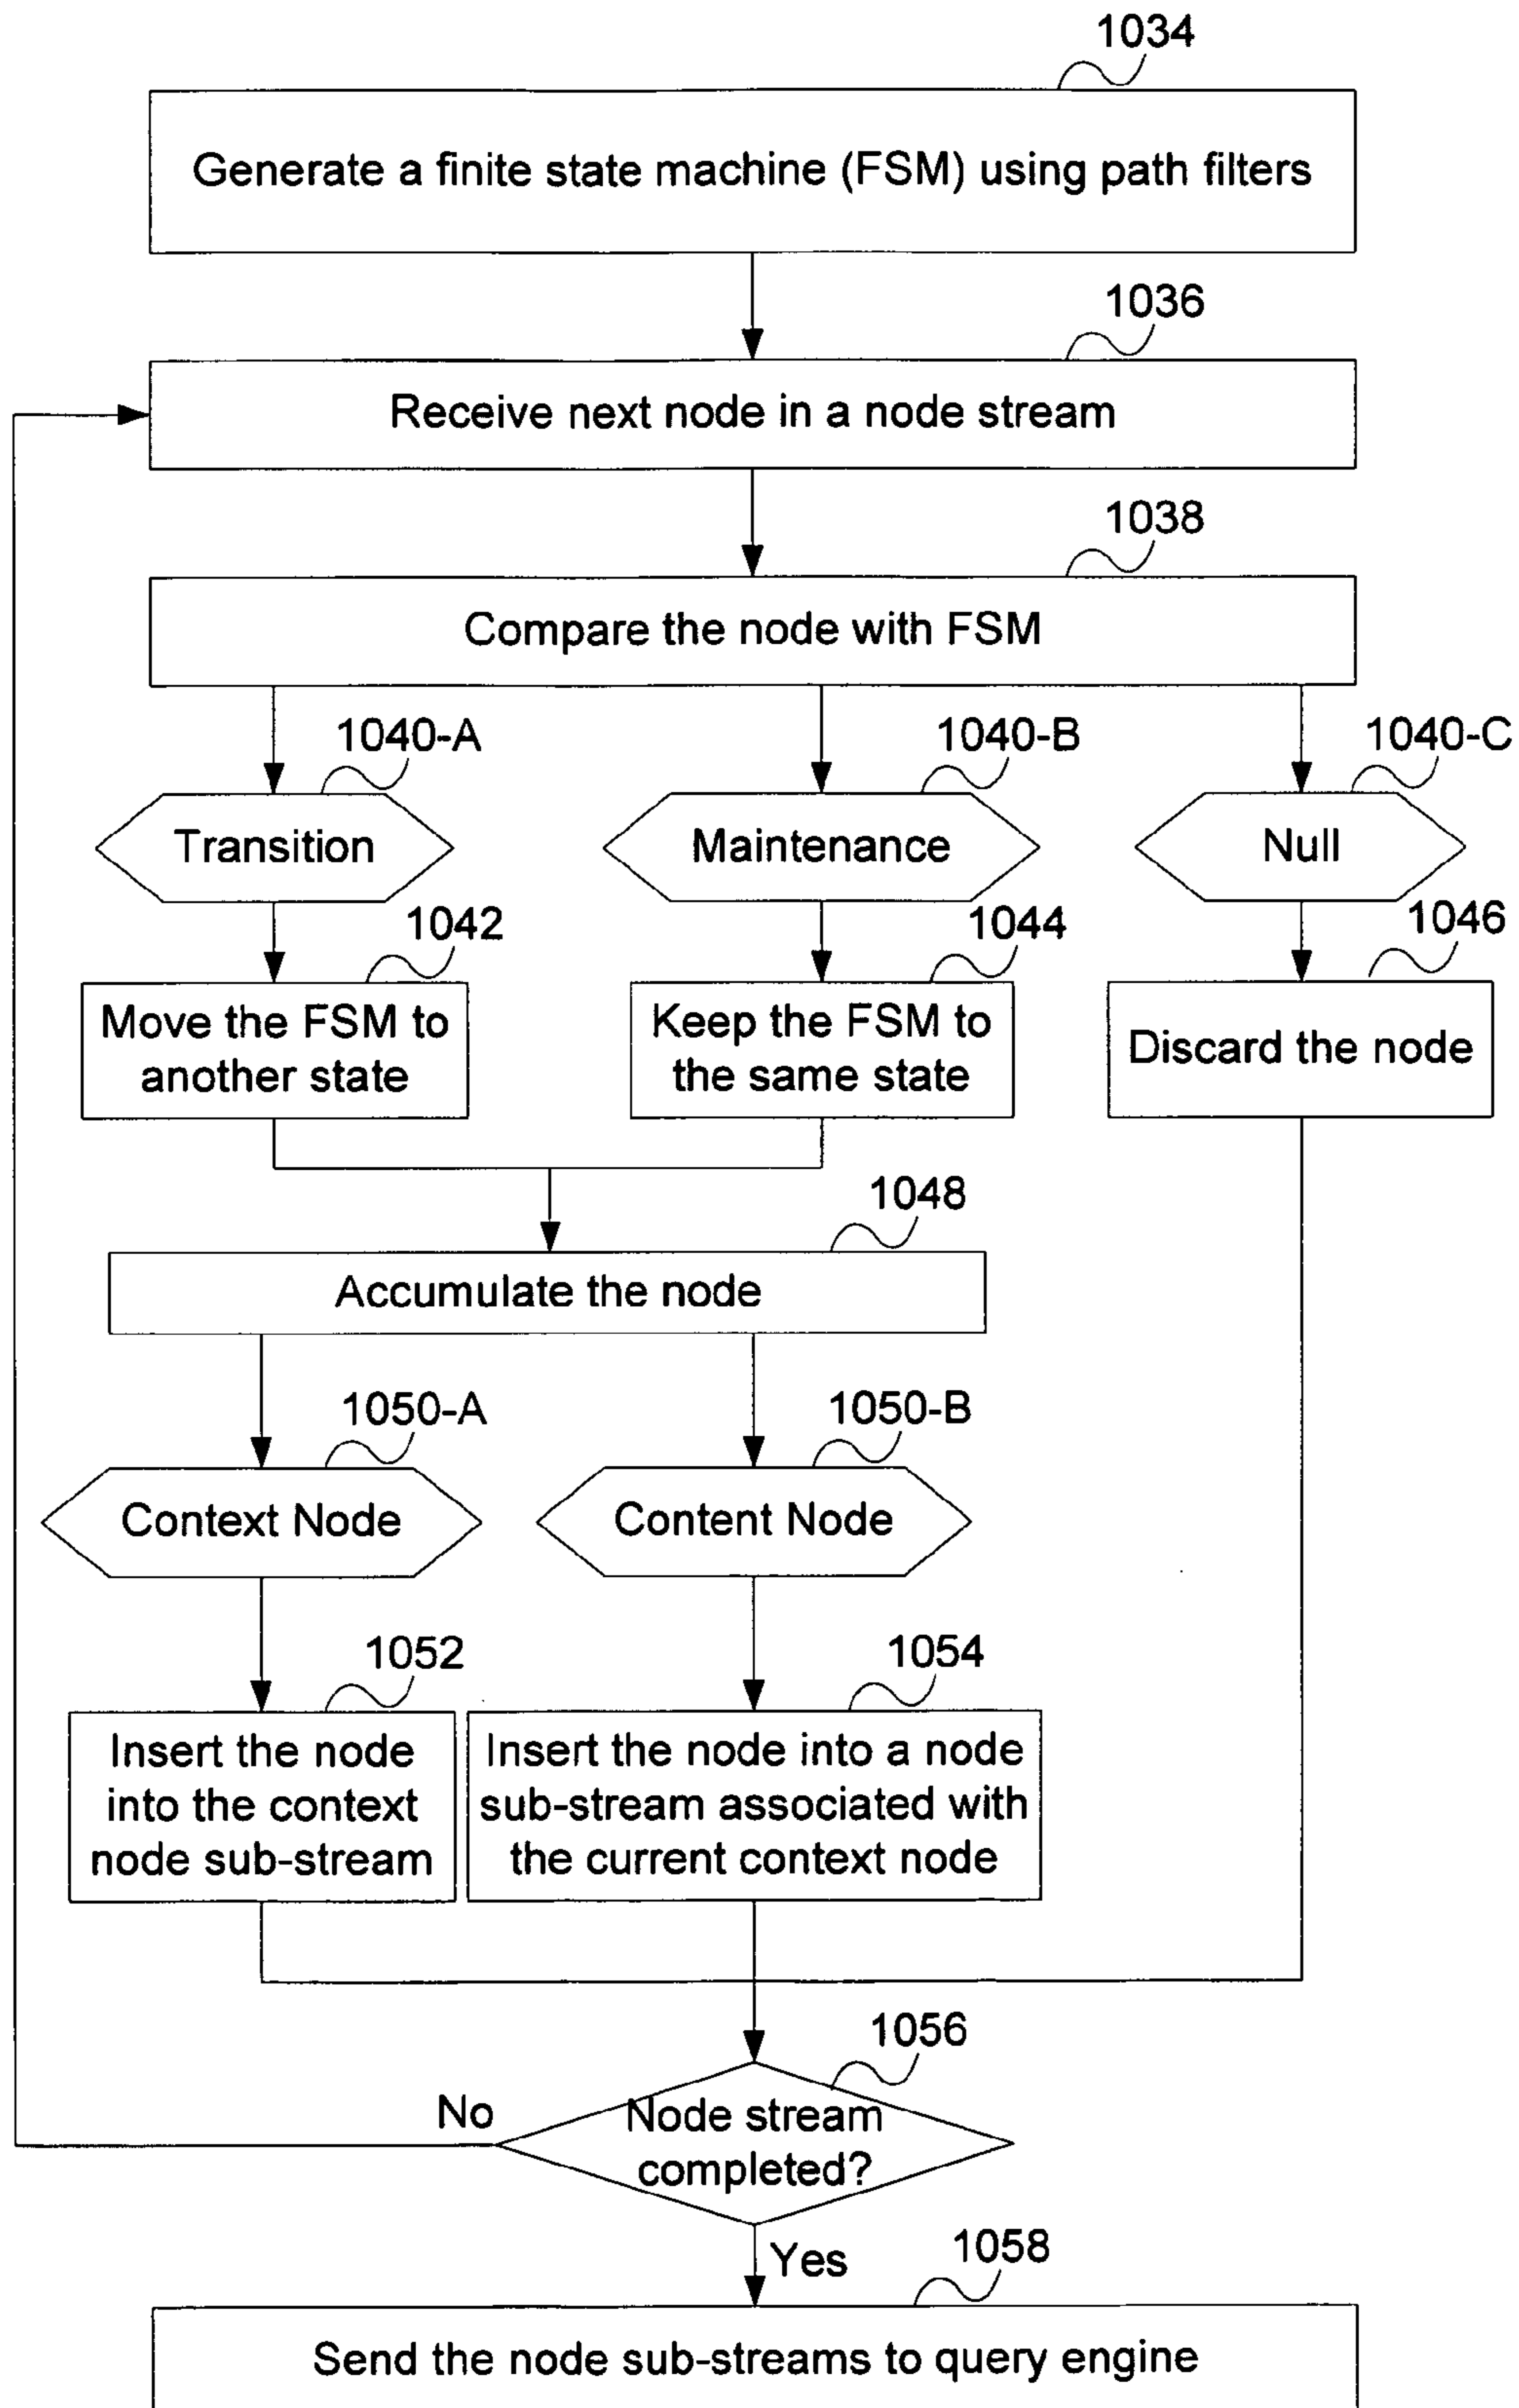 1034
Generate a finite state machine (FSM) using path filters
1036
Receive next node in a node stream
1038
Compare the node with FSM
1040-A
1040-B
1040-C
Transition
Maintenance
Null
1042
1044
1046
Move the FSM to
another state
Keep the FSM to
the same state
Discard the node
1048
Accumulate the node
1050-A
1050-B
Context Node
Content Node
1052
1054
Insert the node
into the context
node sub-stream
Insert the node into a node
sub-stream associated with
the current context node
1056
No
Node stream
completed?
Yes
1058
Send the node sub-streams to query engine